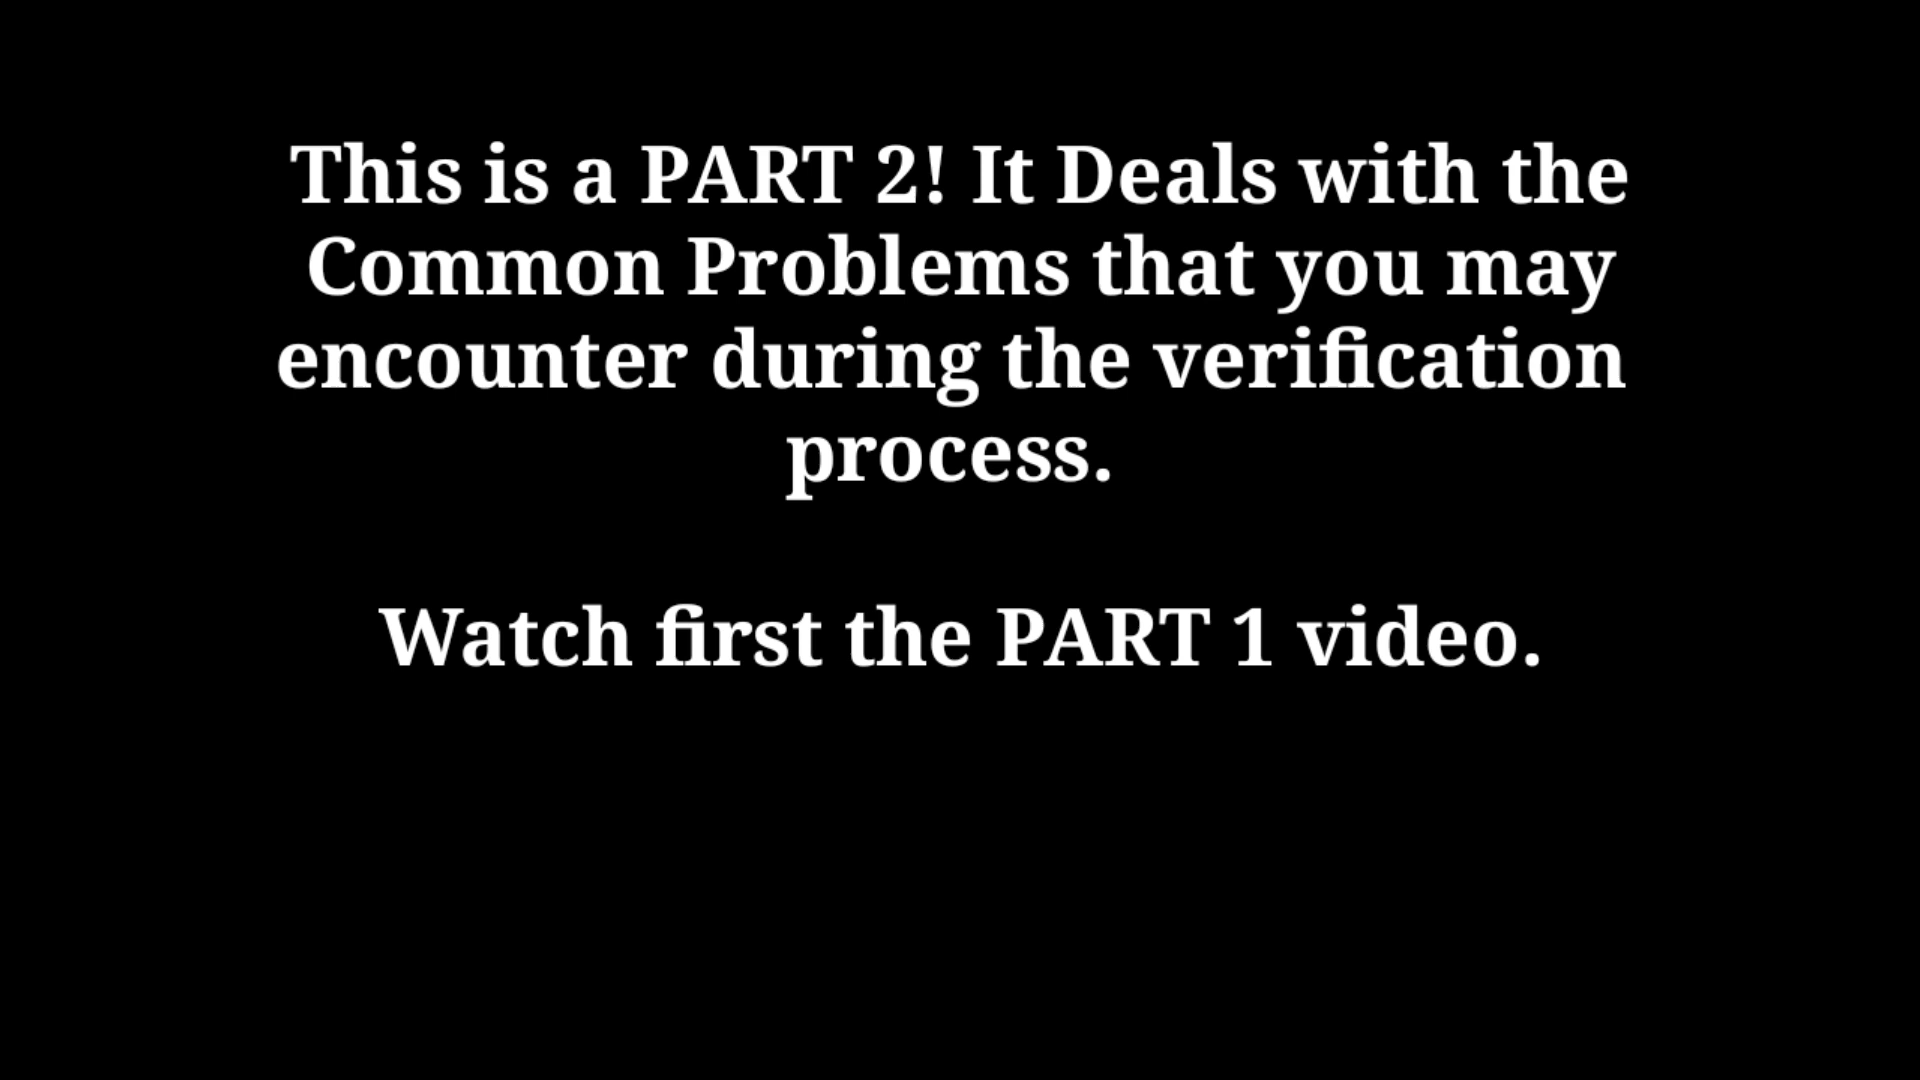 This is a PART 2! It Deals with the
Common Problems that you may
encounter during the verification
process.
Watch first the PART 1 video.